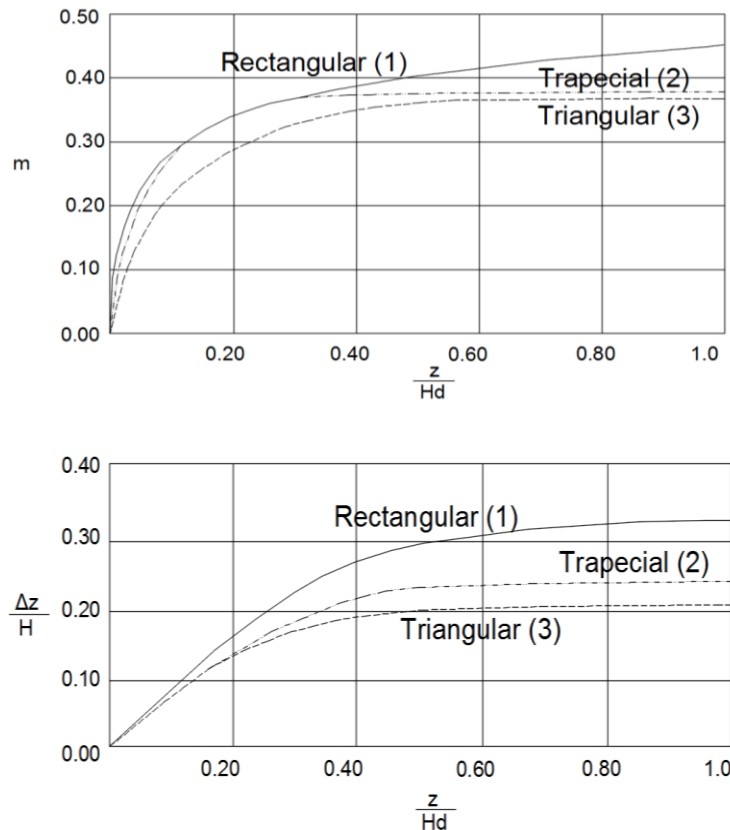 0.50
Rectangular (1)
0.40
Trapecial (2)
Triangular (3)
0.30
m
0.20
0.10
0.00
0.20 0.40 0.60 0.80 1.0
z
Hd
0.40
Rectangular (1)
0.30
Trapecial (2)
Δz
H
0.20
Triangular (3)
0.10
0.00
0.20 0.40 0.60 0.80 1.0
z
Hd